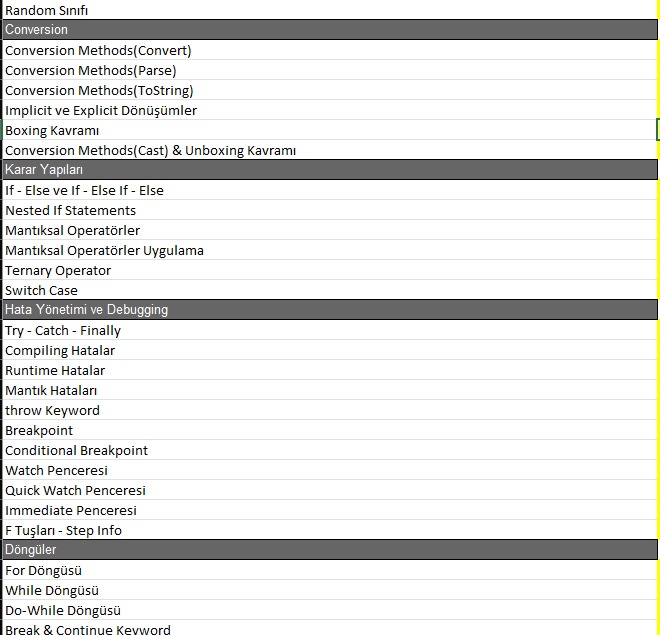 Random Sınıfı
Conversion
Conversion Methods(Convert)
Conversion Methods(Parse)
Conversion Methods(ToString)
Implicit ve Explicit Dönüşümler
Boxing Kavramı
Conversion Methods(Cast) & Unboxing Kavramı
Karar Yapıları
If - Else ve If - Else If - Else
Nested If Statements
Mantıksal Operatörler
Mantıksal Operatörler Uygulama
Ternary Operator
Switch Case
Hata Yönetimi ve Debugging
Try - Catch - Finally
Compiling Hatalar
Runtime Hatalar
Mantık Hataları
throw Keyword
Breakpoint
Conditional Breakpoint
Watch Penceresi
Quick Watch Penceresi
Immediate Penceresi
F Tuşları - Step Info
Döngüler
For Döngüsü
While Döngüsü
Do-While Döngüsü
Break & Continue Keyword